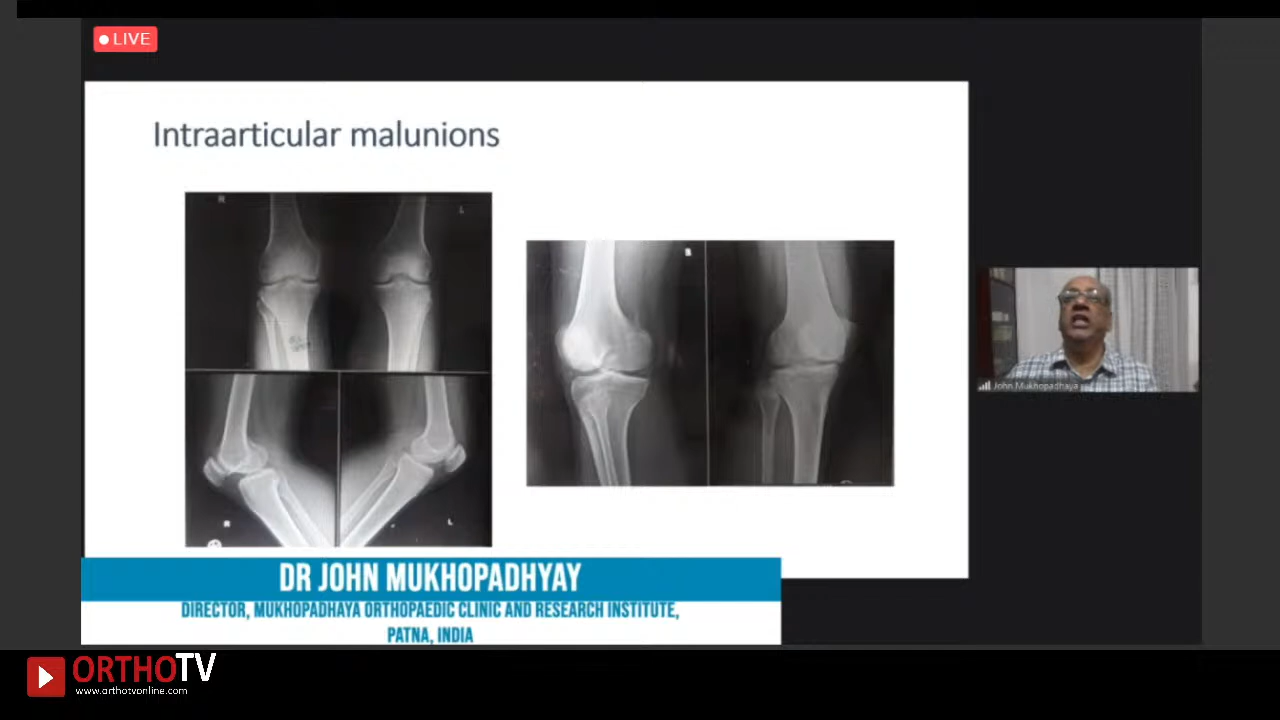 LIVE
Intraarticular malunions
R
L
R
L
John Mukhopadhaya
DR JOHN MUKHOPADHYAY
DIRECTOR, MUKHOPADHAYA ORTHOPAEDIC CLINIC AND RESEARCH INSTITUTE,
PATNA, INDIA
ORTHOTV
www.orthotvonline.com